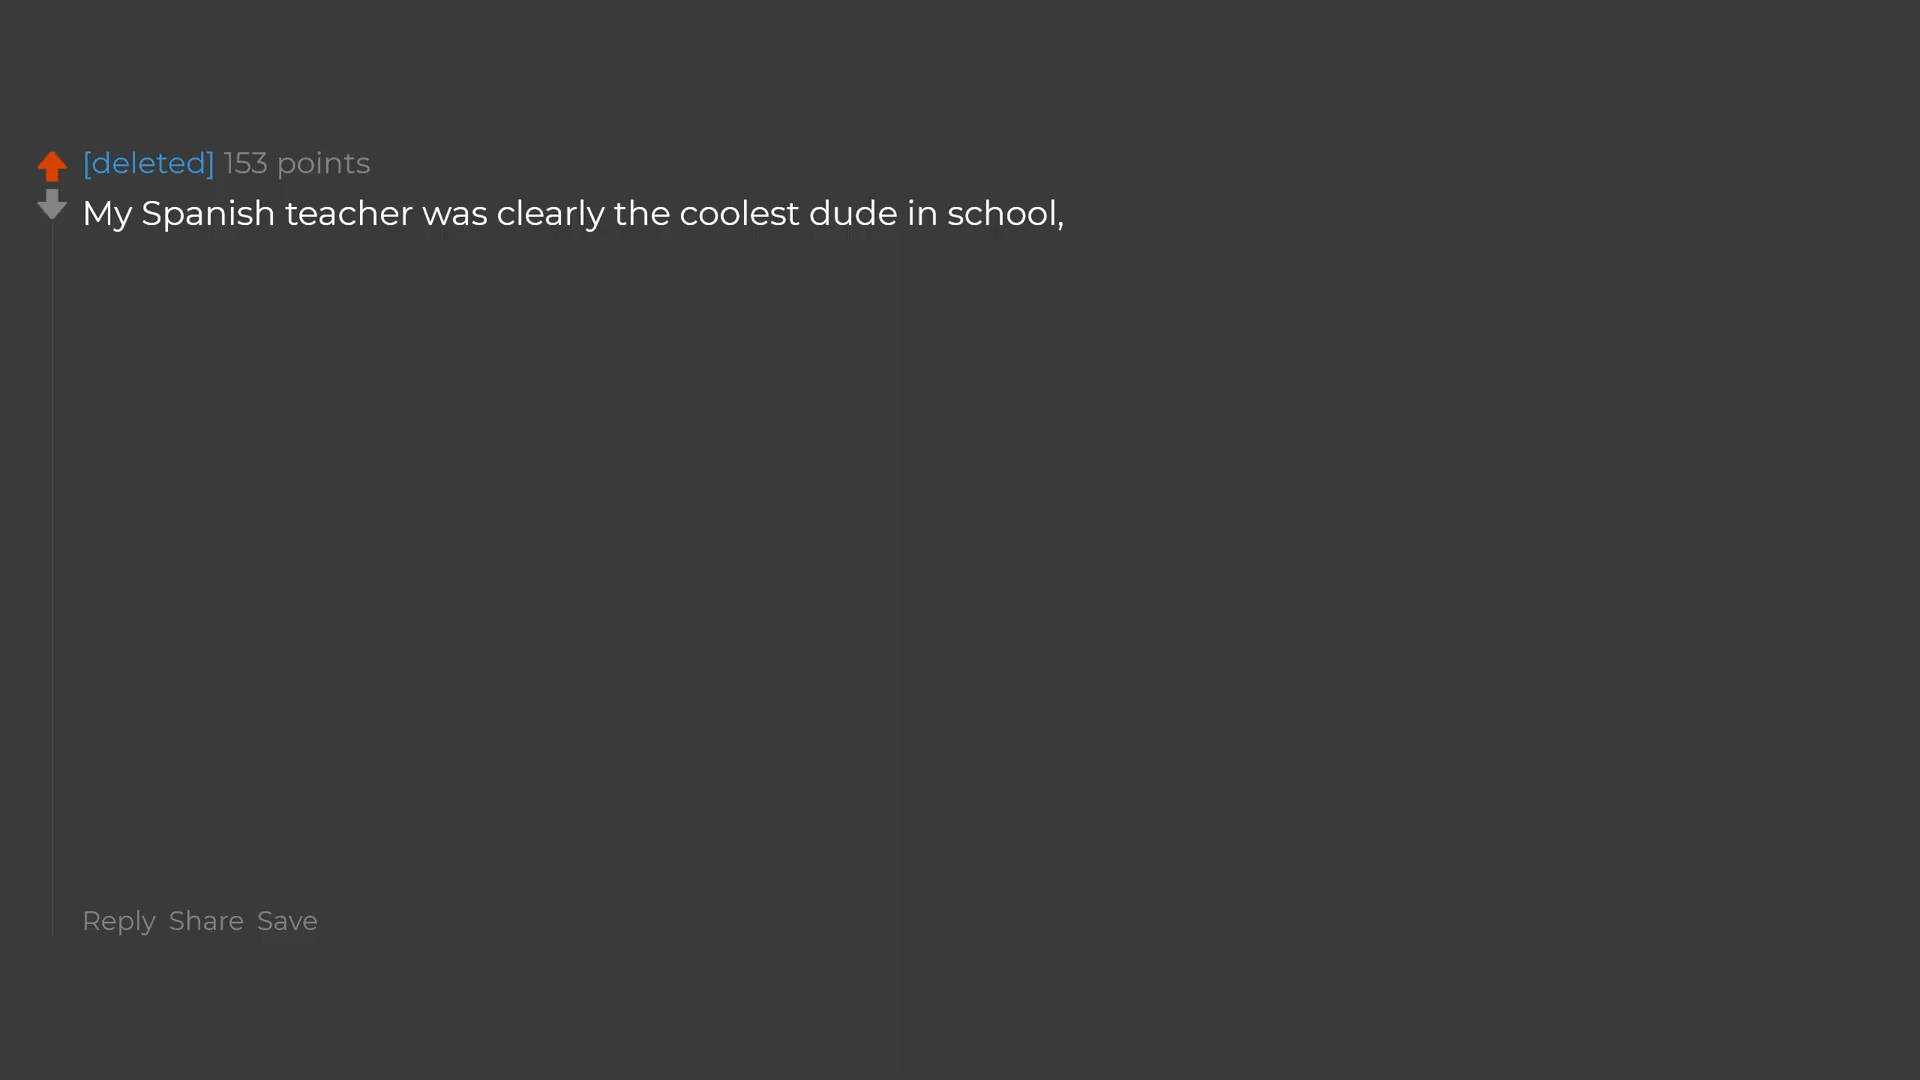 [deleted] 153 points
My Spanish teacher was clearly the coolest dude in school,
Reply Share Save